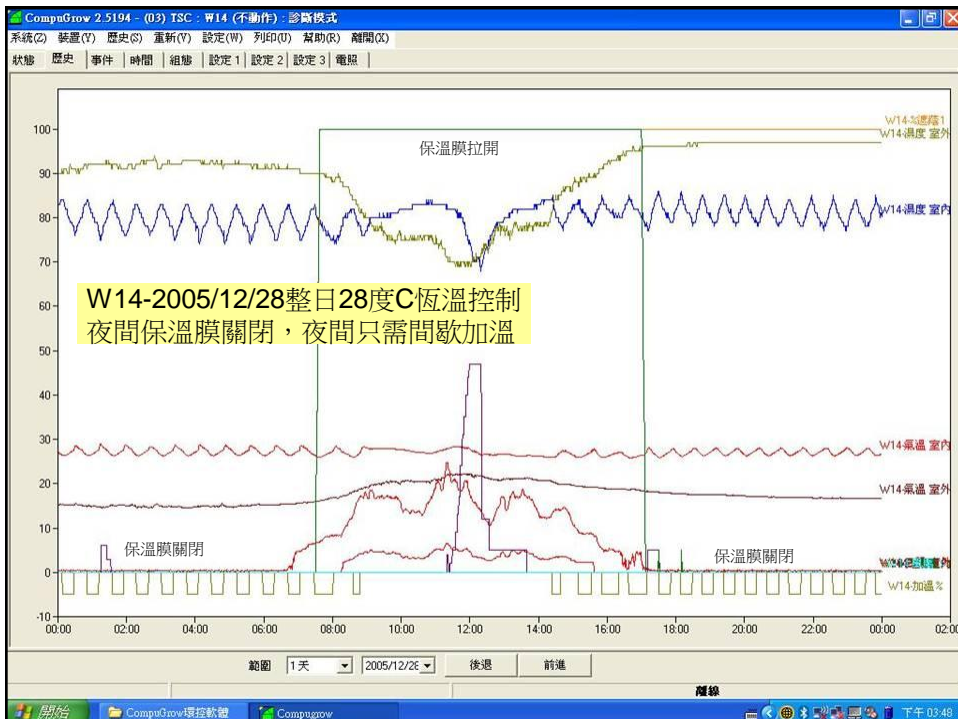 CompuGrow 2.5194 - (03) TSC : W14 (不動作) : 診斷模式
系統(Z) 裝置(Y) 歷史(S) 重新(V) 設定(W) 列印(U) 幫助(R) 離開(X)
狀態 歷史 事件 時間 組態 設定 1 設定 2 設定 3 電照
W14-%遮蔭1
W14-濕度 室外
保溫膜拉開
W14-濕度 室內
W14-2005/12/28整日28度C恆溫控制
夜間保溫膜關閉，夜間只需間歇加溫
W14-氣溫 室內
W14-氣溫 室外
保溫膜關閉
保溫膜關閉
W14-加溫%
100
90
80
70
60
50
40
30
20
10
0
-10
00:00 02:00 04:00 06:00 08:00 10:00 12:00 14:00 16:00 18:00 20:00 22:00 00:00 02:00
範圍 1天 2005/12/28 後退 前進
離線
開始 CompuGrow環控軟體 Compugrow 下午 03:48